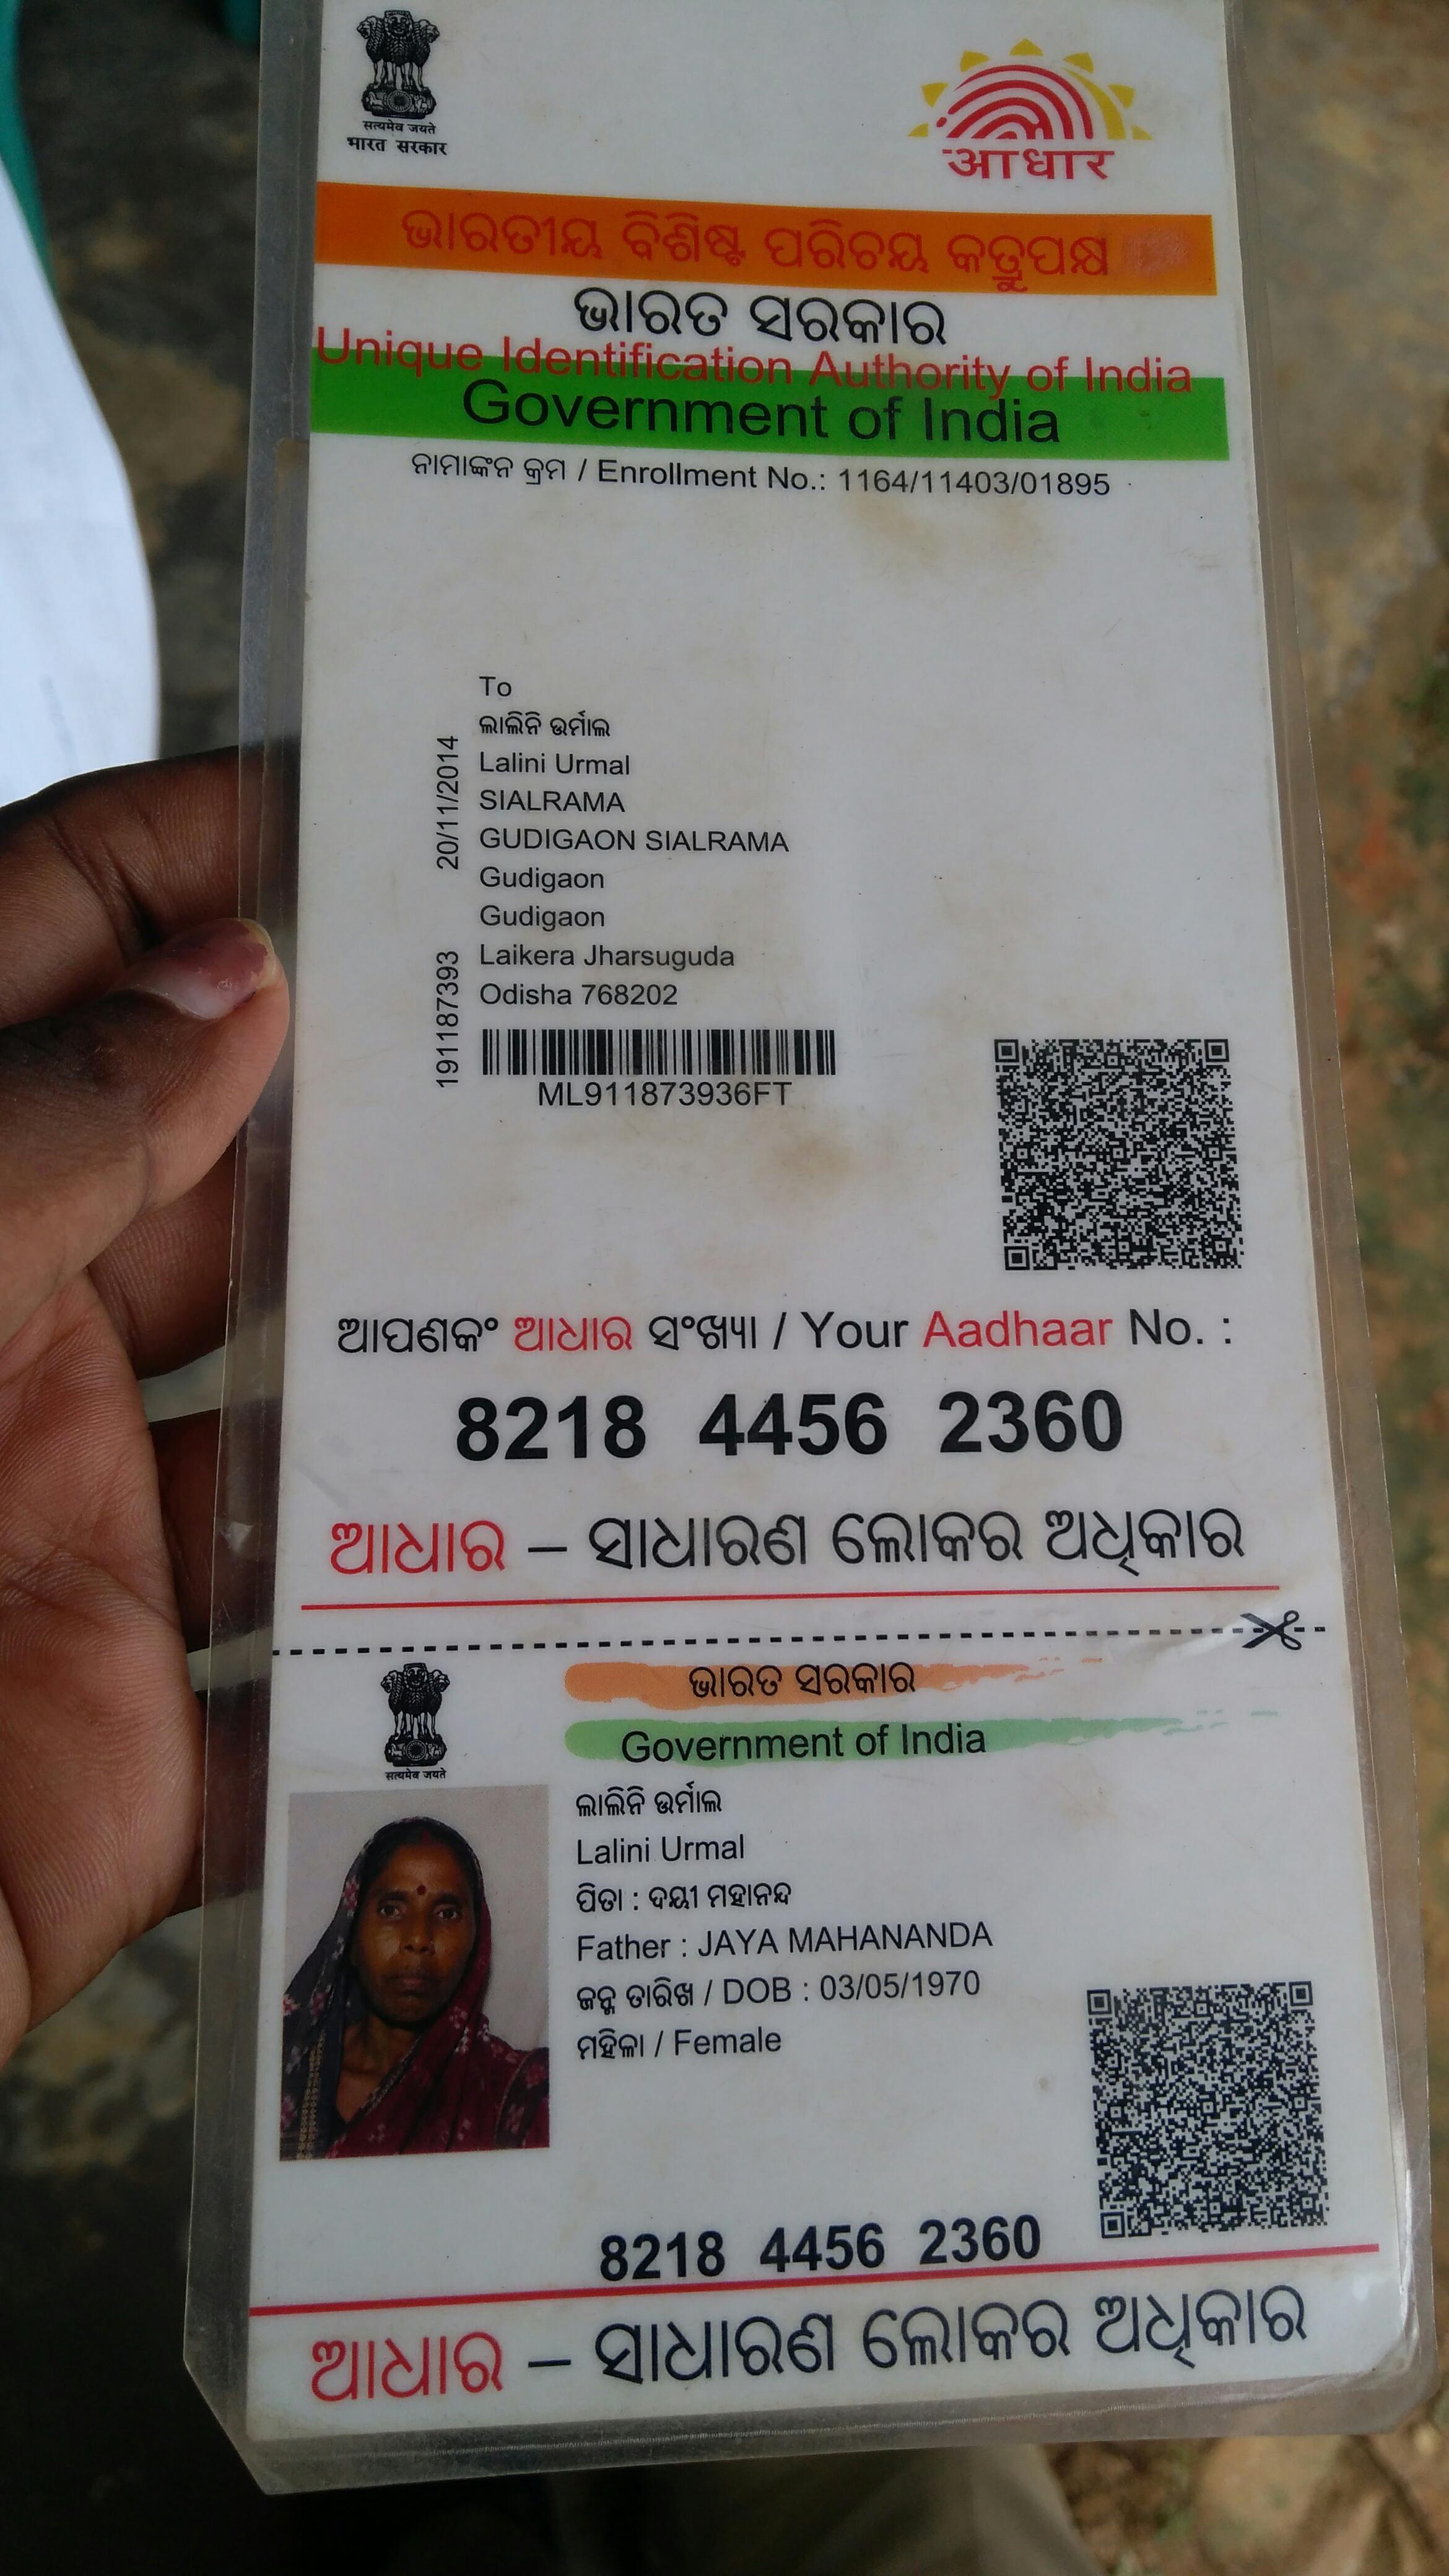 सत्यमेव जयते
भारत सरकार
आधार
ଭାରତୀୟ ବିଶିଷ୍ଟ ପରିଚୟ କତ୍ରୁପକ୍ଷ
ଭାରତ ସରକାର
Unique Identification Authority of India
Government of India
ନାମାଙ୍କନ କ୍ରମ / Enrollment No.: 1164/11403/01895
To
ଲାଲିନି ଉର୍ମାଲ
Lalini Urmal
SIALRAMA
GUDIGAON SIALRAMA
Gudigaon
Gudigaon
Laikera Jharsuguda
Odisha 768202
20/11/2014
191187393
ML911873936FT
ଆପଣକଂ ଆଧାର ସଂଖ୍ୟା / Your Aadhaar No. :
8218 4456 2360
ଆଧାର – ସାଧାରଣ ଲୋକର ଅଧିକାର
ଭାରତ ସରକାର
Government of India
सत्यमेव जयते
ଲାଲିନି ଉର୍ମାଲ
Lalini Urmal
ପିତା : ଦୟୀ ମହାନନ୍ଦ
Father : JAYA MAHANANDA
ଜନ୍ମ ତାରିଖ / DOB : 03/05/1970
ମହିଳା / Female
8218 4456 2360
ଆଧାର – ସାଧାରଣ ଲୋକର ଅଧିକାର